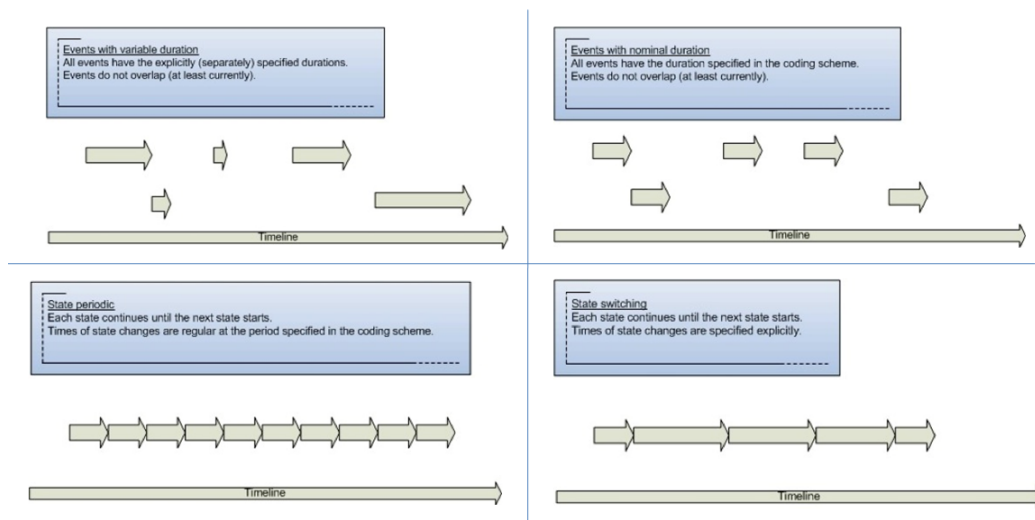 Events with variable duration
All events have the explicitly (separately) specified durations.
Events do not overlap (at least currently).
Timeline
Events with nominal duration
All events have the duration specified in the coding scheme.
Events do not overlap (at least currently).
Timeline
State periodic
Each state continues until the next state starts.
Times of state changes are regular at the period specified in the coding scheme.
Timeline
State switching
Each state continues until the next state starts.
Times of state changes are specified explicitly.
Timeline